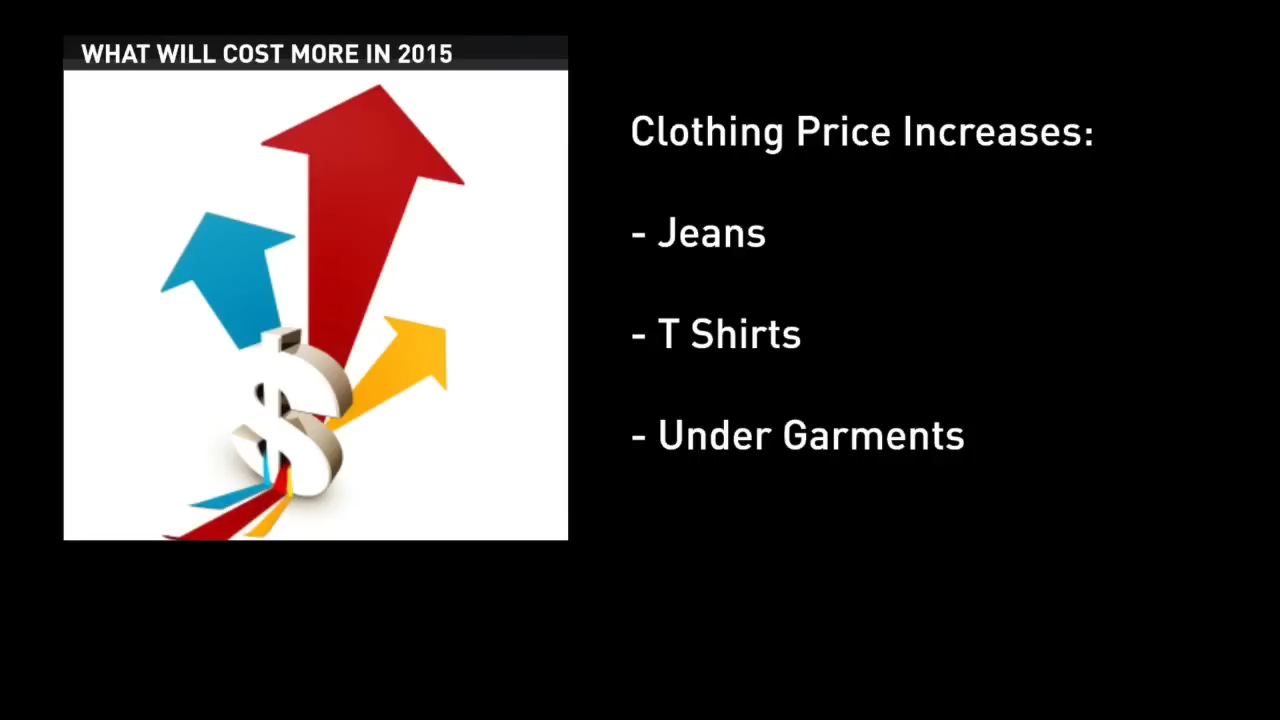 WHAT WILL COST MORE IN 2015
Clothing Price Increases:
- Jeans
- T Shirts
- Under Garments